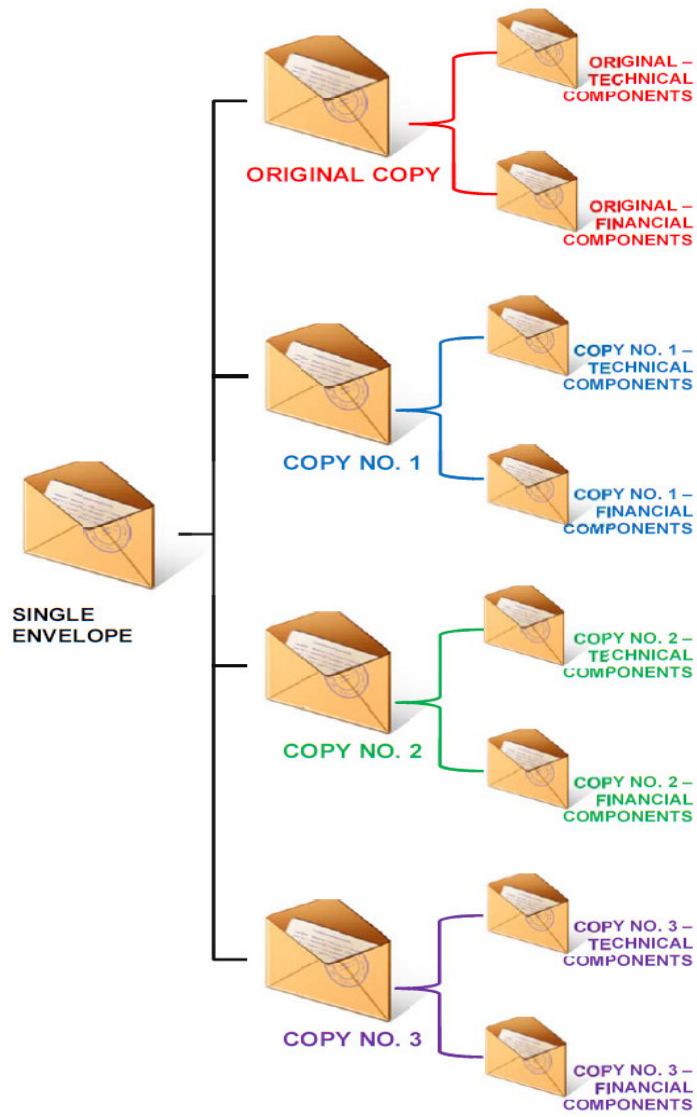 ORIGINAL –
TECHNICAL
COMPONENTS
ORIGINAL COPY
ORIGINAL –
FINANCIAL
COMPONENTS
COPY NO. 1 –
TECHNICAL
COMPONENTS
COPY NO. 1
COPY NO. 1 –
FINANCIAL
COMPONENTS
SINGLE
ENVELOPE
COPY NO. 2 –
TECHNICAL
COMPONENTS
COPY NO. 2
COPY NO. 2 –
FINANCIAL
COMPONENTS
COPY NO. 3 –
TECHNICAL
COMPONENTS
COPY NO. 3
COPY NO. 3 –
FINANCIAL
COMPONENTS